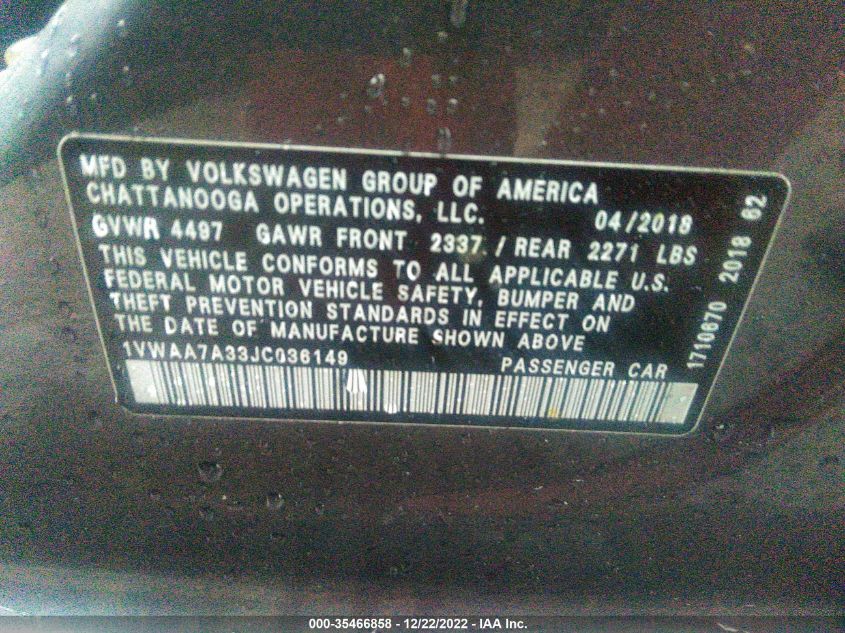 MFD BY VOLKSWAGEN GROUP OF AMERICA
CHATTANOOGA OPERATIONS, LLC. 04/2018
GVWR 4497 GAWR FRONT 2337 / REAR 2271 LBS
THIS VEHICLE CONFORMS TO ALL APPLICABLE U.S.
FEDERAL MOTOR VEHICLE SAFETY, BUMPER AND
THEFT PREVENTION STANDARDS IN EFFECT ON
THE DATE OF MANUFACTURE SHOWN ABOVE
1VWAA7A33JC036149 PASSENGER CAR
1710670 2018 62
000-35466858 - 12/22/2022 - IAA Inc.